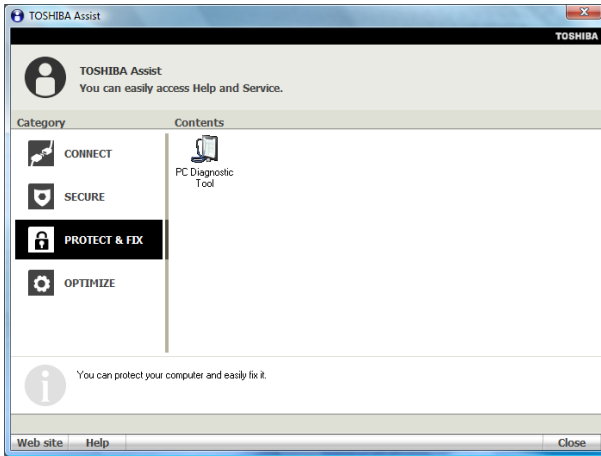 TOSHIBA Assist
TOSHIBA
TOSHIBA Assist
You can easily access Help and Service.
Category
Contents
CONNECT
SECURE
PROTECT & FIX
OPTIMIZE
PC Diagnostic
Tool
You can protect your computer and easily fix it.
Web site
Help
Close